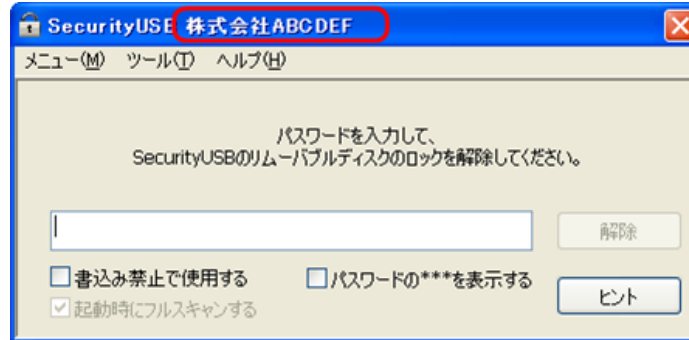 SecurityUSB 株式会社ABCDEF
メニュー(M) ツール(T) ヘルプ(H)
パスワードを入力して、
SecurityUSBのリムーバブルディスクのロックを解除してください。
解除
書込み禁止で使用する パスワードの***を表示する
ヒント
起動時にフルスキャンする